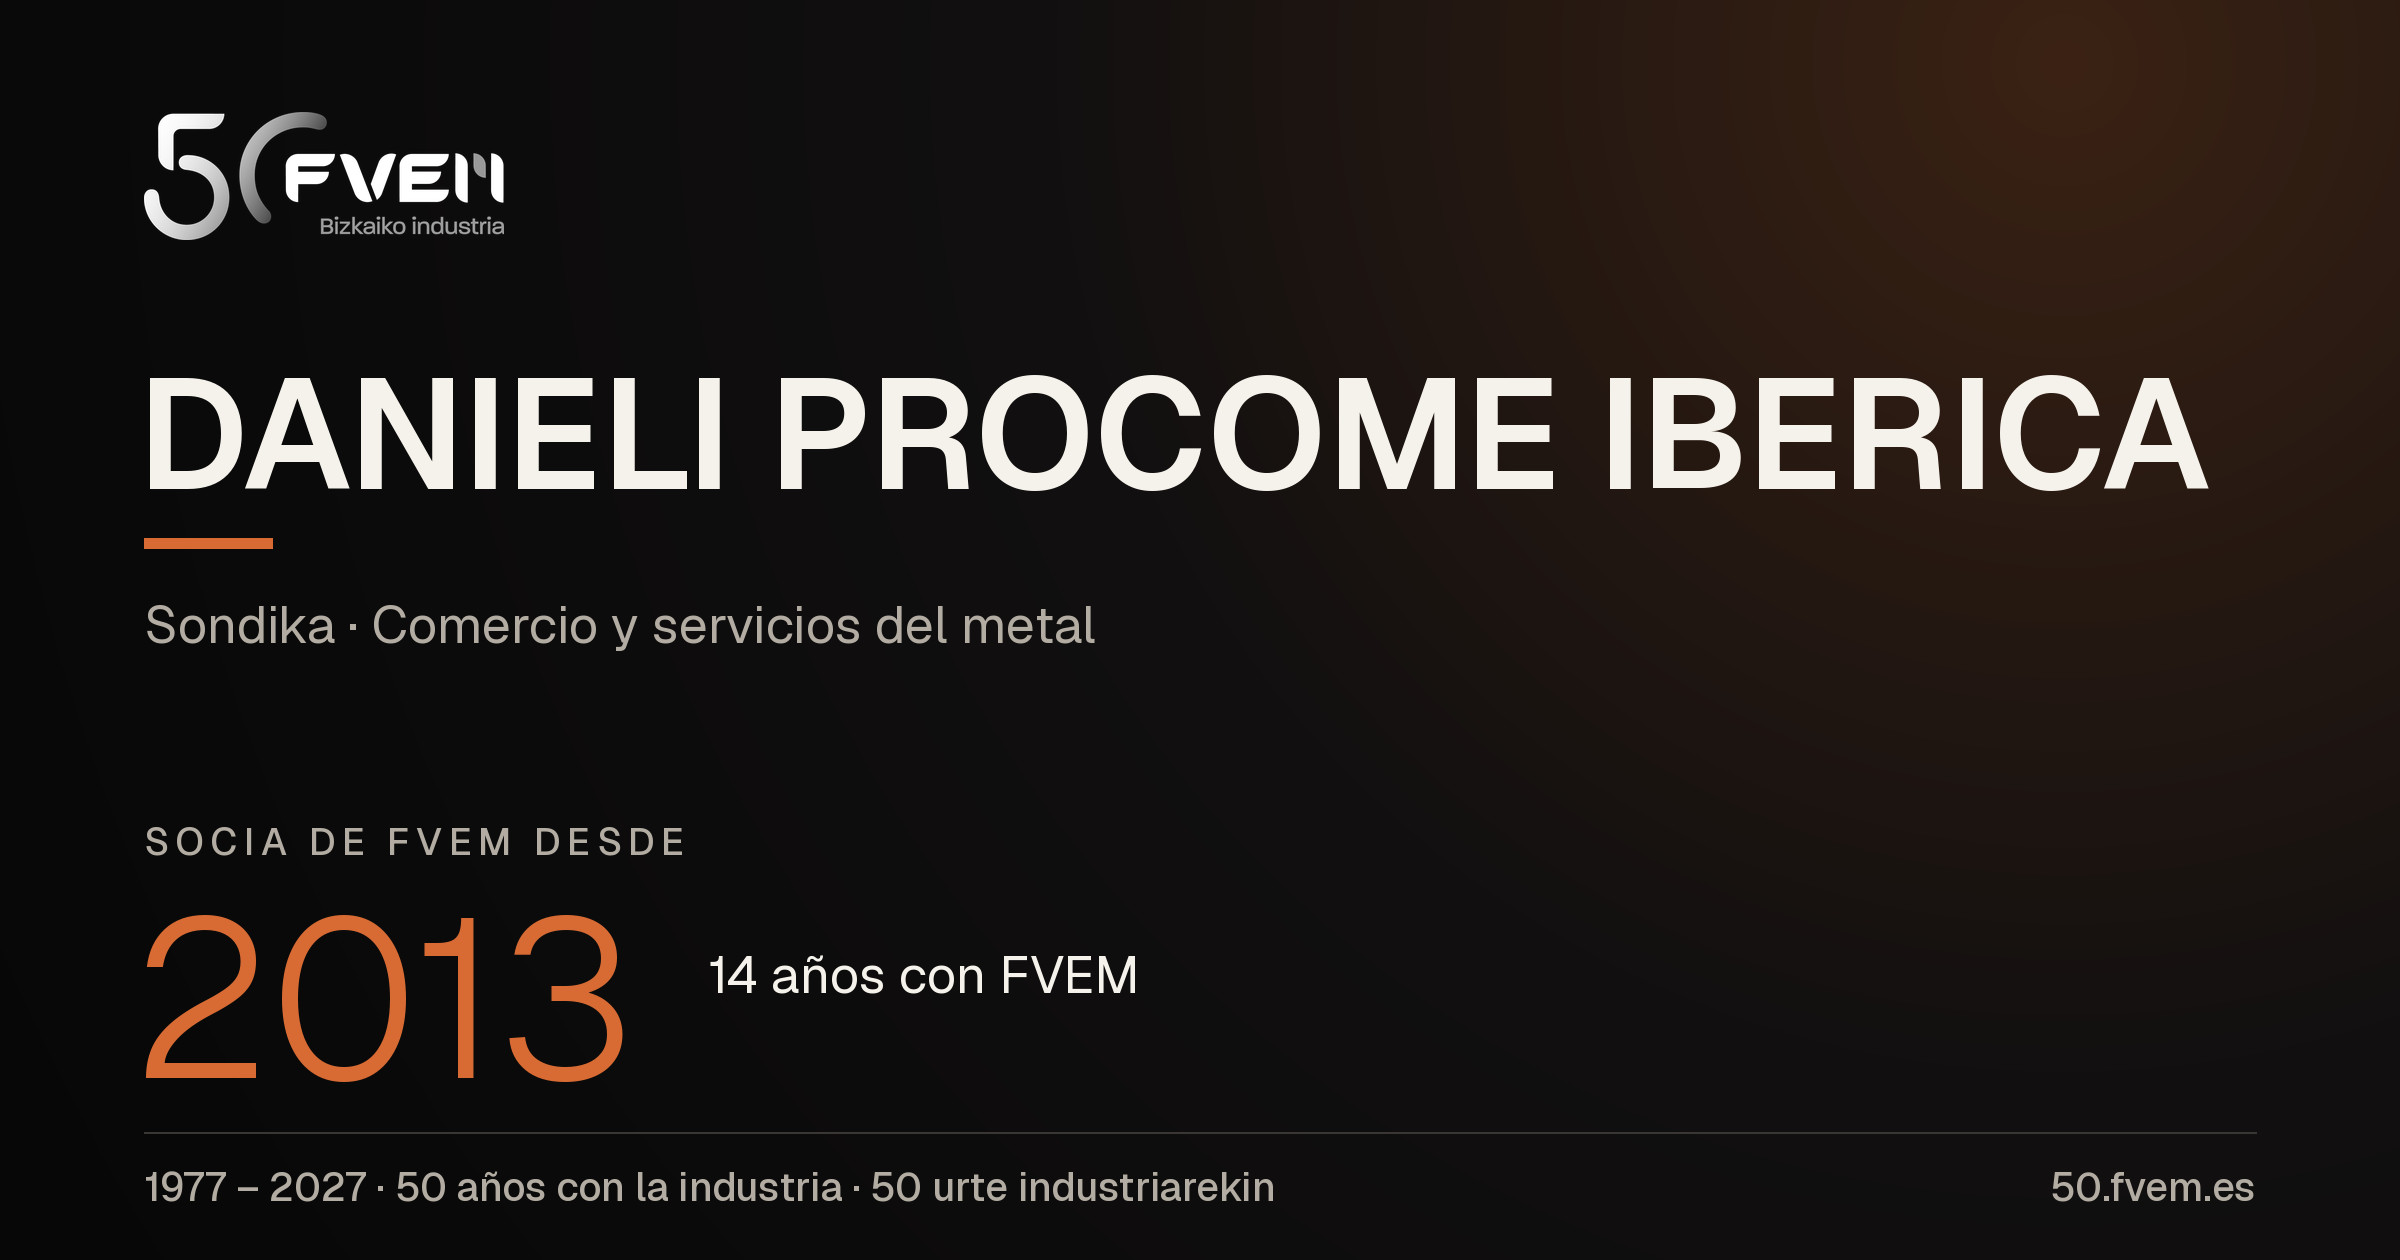 50 FVEM
Bizkaiko industria
DANIELI PROCOME IBERICA
Sondika · Comercio y servicios del metal
SOCIA DE FVEM DESDE
2013
14 años con FVEM
1977 – 2027 · 50 años con la industria · 50 urte industriarekin
50.fvem.es